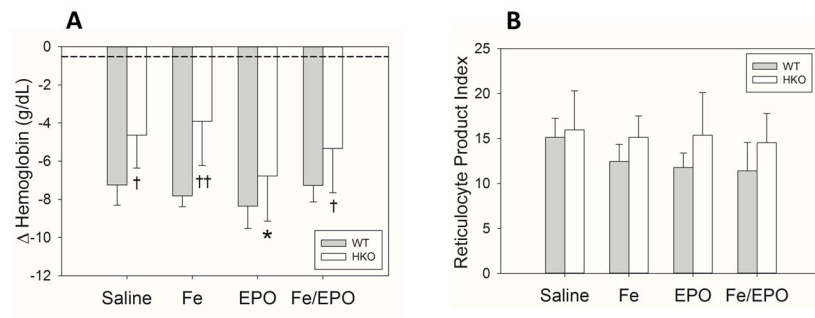 A
Δ Hemoglobin (g/dL)
0
-2
-4
-6
-8
-10
-12
†
††
*
†
WT
HKO
Saline
Fe
EPO
Fe/EPO
B
Reticulocyte Product Index
25
20
15
10
5
0
WT
HKO
Saline
Fe
EPO
Fe/EPO